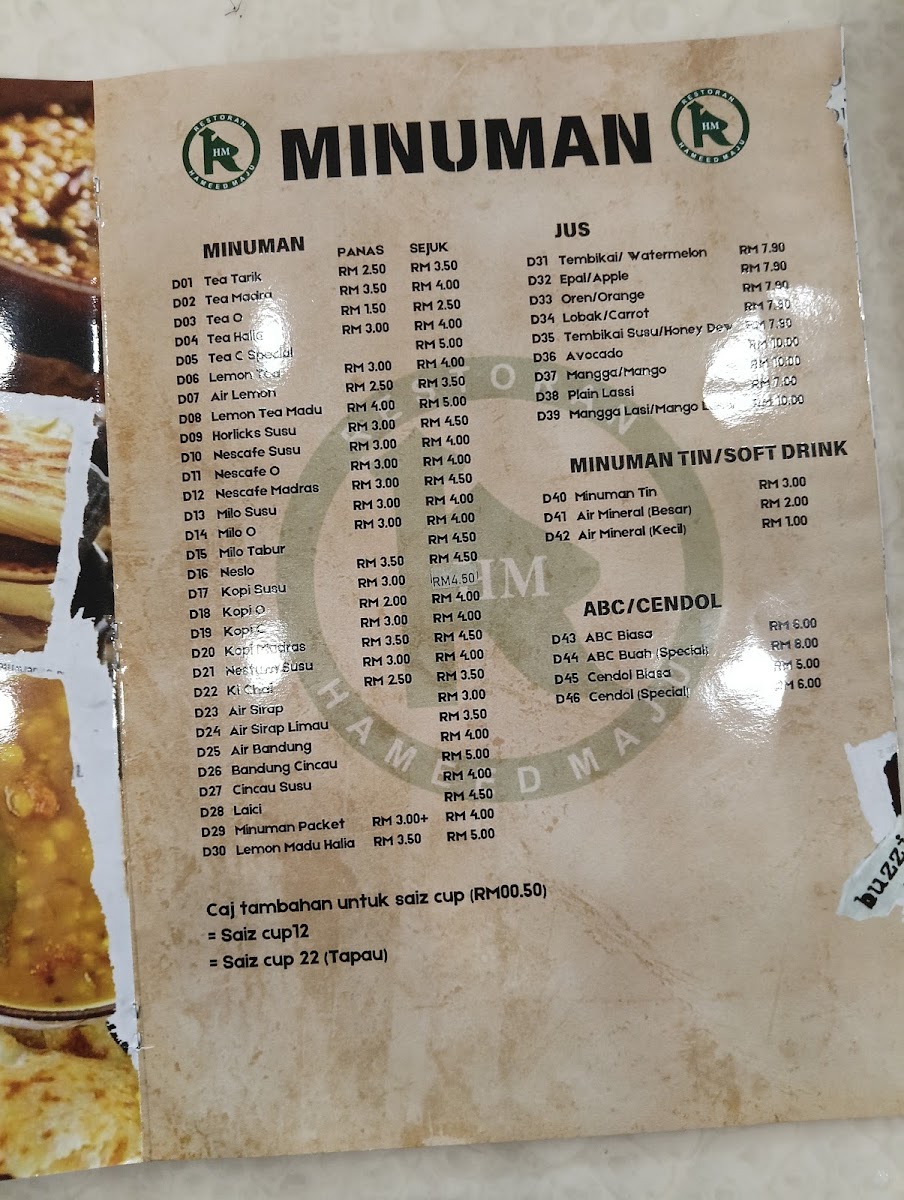 RESTORAN HM HAMEED MAJU
MINUMAN
RESTORAN HM HAMEED MAJU
MINUMAN PANAS SEJUK
D01 Tea Tarik RM 2.50 RM 3.50
D02 Tea Madra RM 3.50 RM 4.00
D03 Tea O RM 1.50 RM 2.50
D04 Tea Halia RM 3.00 RM 4.00
D05 Tea C Special RM 5.00
D06 Lemon Tea RM 3.00 RM 4.00
D07 Air Lemon RM 2.50 RM 3.50
D08 Lemon Tea Madu RM 4.00 RM 5.00
D09 Horlicks Susu RM 3.00 RM 4.50
D10 Nescafe Susu RM 3.00 RM 4.00
D11 Nescafe O RM 3.00 RM 4.00
D12 Nescafe Madras RM 3.00 RM 4.50
D13 Milo Susu RM 3.00 RM 4.00
D14 Milo O RM 3.00 RM 4.00
D15 Milo Tabur RM 4.50
D16 Neslo RM 3.50 RM 4.50
D17 Kopi Susu RM 3.00 RM4.50
D18 Kopi O RM 2.00 RM 4.00
D19 Kopi C RM 3.00
D20 Kopi Madras RM 3.50 RM 4.50
D21 Nestum Susu RM 3.00 RM 4.00
D22 Ki Chai RM 2.50 RM 3.50
D23 Air Sirap RM 3.00
D24 Air Sirap Limau RM 3.50
D25 Air Bandung RM 4.00
D26 Bandung Cincau RM 5.00
D27 Cincau Susu RM 4.00
D28 Laici RM 4.50
D29 Minuman Packet RM 3.00+ RM 4.00
D30 Lemon Madu Halia RM 3.50 RM 5.00
Caj tambahan untuk saiz cup (RM00.50)
= Saiz cup12
= Saiz cup 22 (Tapau)
JUS
D31 Tembikai/ Watermelon RM 7.90
D32 Epal/Apple RM 7.90
D33 Oren/Orange RM 7.90
D34 Lobak/Carrot RM 7.90
D35 Tembikai Susu/Honey Dew RM 7.90
D36 Avocado RM 10.00
D37 Mangga/Mango RM 10.00
D38 Plain Lassi RM 7.00
D39 Mangga Lasi/Mango RM 10.00
MINUMAN TIN/SOFT DRINK
D40 Minuman Tin RM 3.00
D41 Air Mineral (Besar) RM 2.00
D42 Air Mineral (Kecil) RM 1.00
ABC/CENDOL
D43 ABC Biasa RM 6.00
D44 ABC Buah (Special) RM 8.00
D45 Cendol Biasa RM 5.00
D46 Cendol (Special) RM 6.00
RESTORAN HM HAMEED MAJU
buzzi